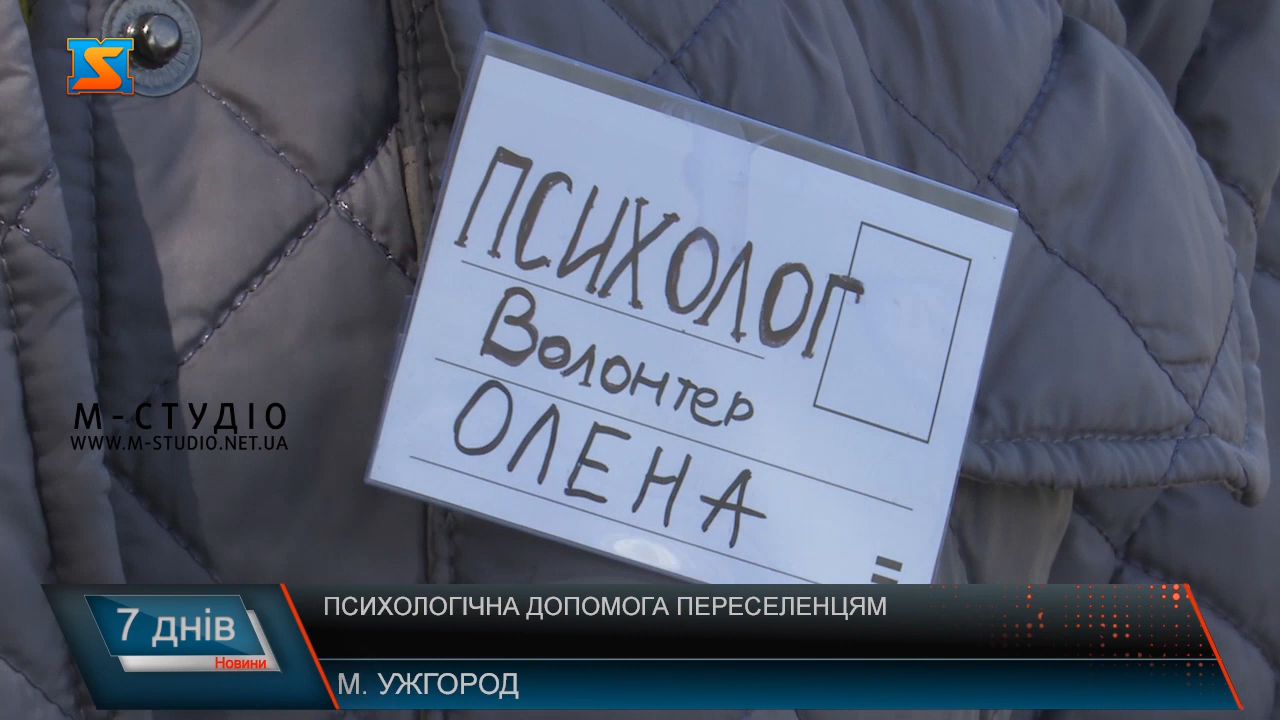 ПСИХОЛОГ
Волонтер
ОЛЕНА
М-СТУДІО
WWW.M-STUDIO.NET.UA
7 днів
Новини
ПСИХОЛОГІЧНА ДОПОМОГА ПЕРЕСЕЛЕНЦЯМ
М. УЖГОРОД